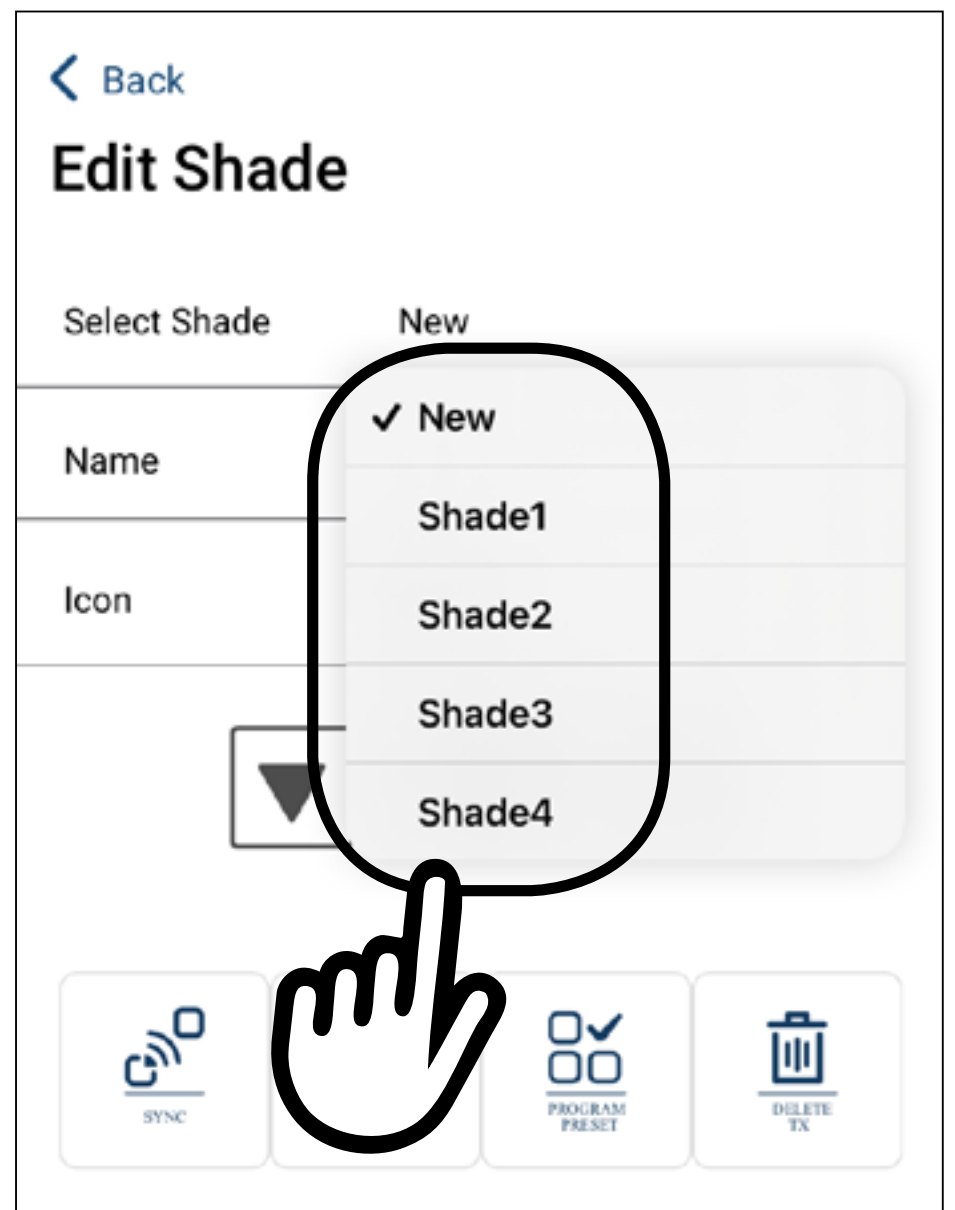 Back
Edit Shade
Select Shade New
New
Name
Shade1
Icon
Shade2
Shade3
Shade4
SYNC
PROGRAM
PRESET
DELETE
TX